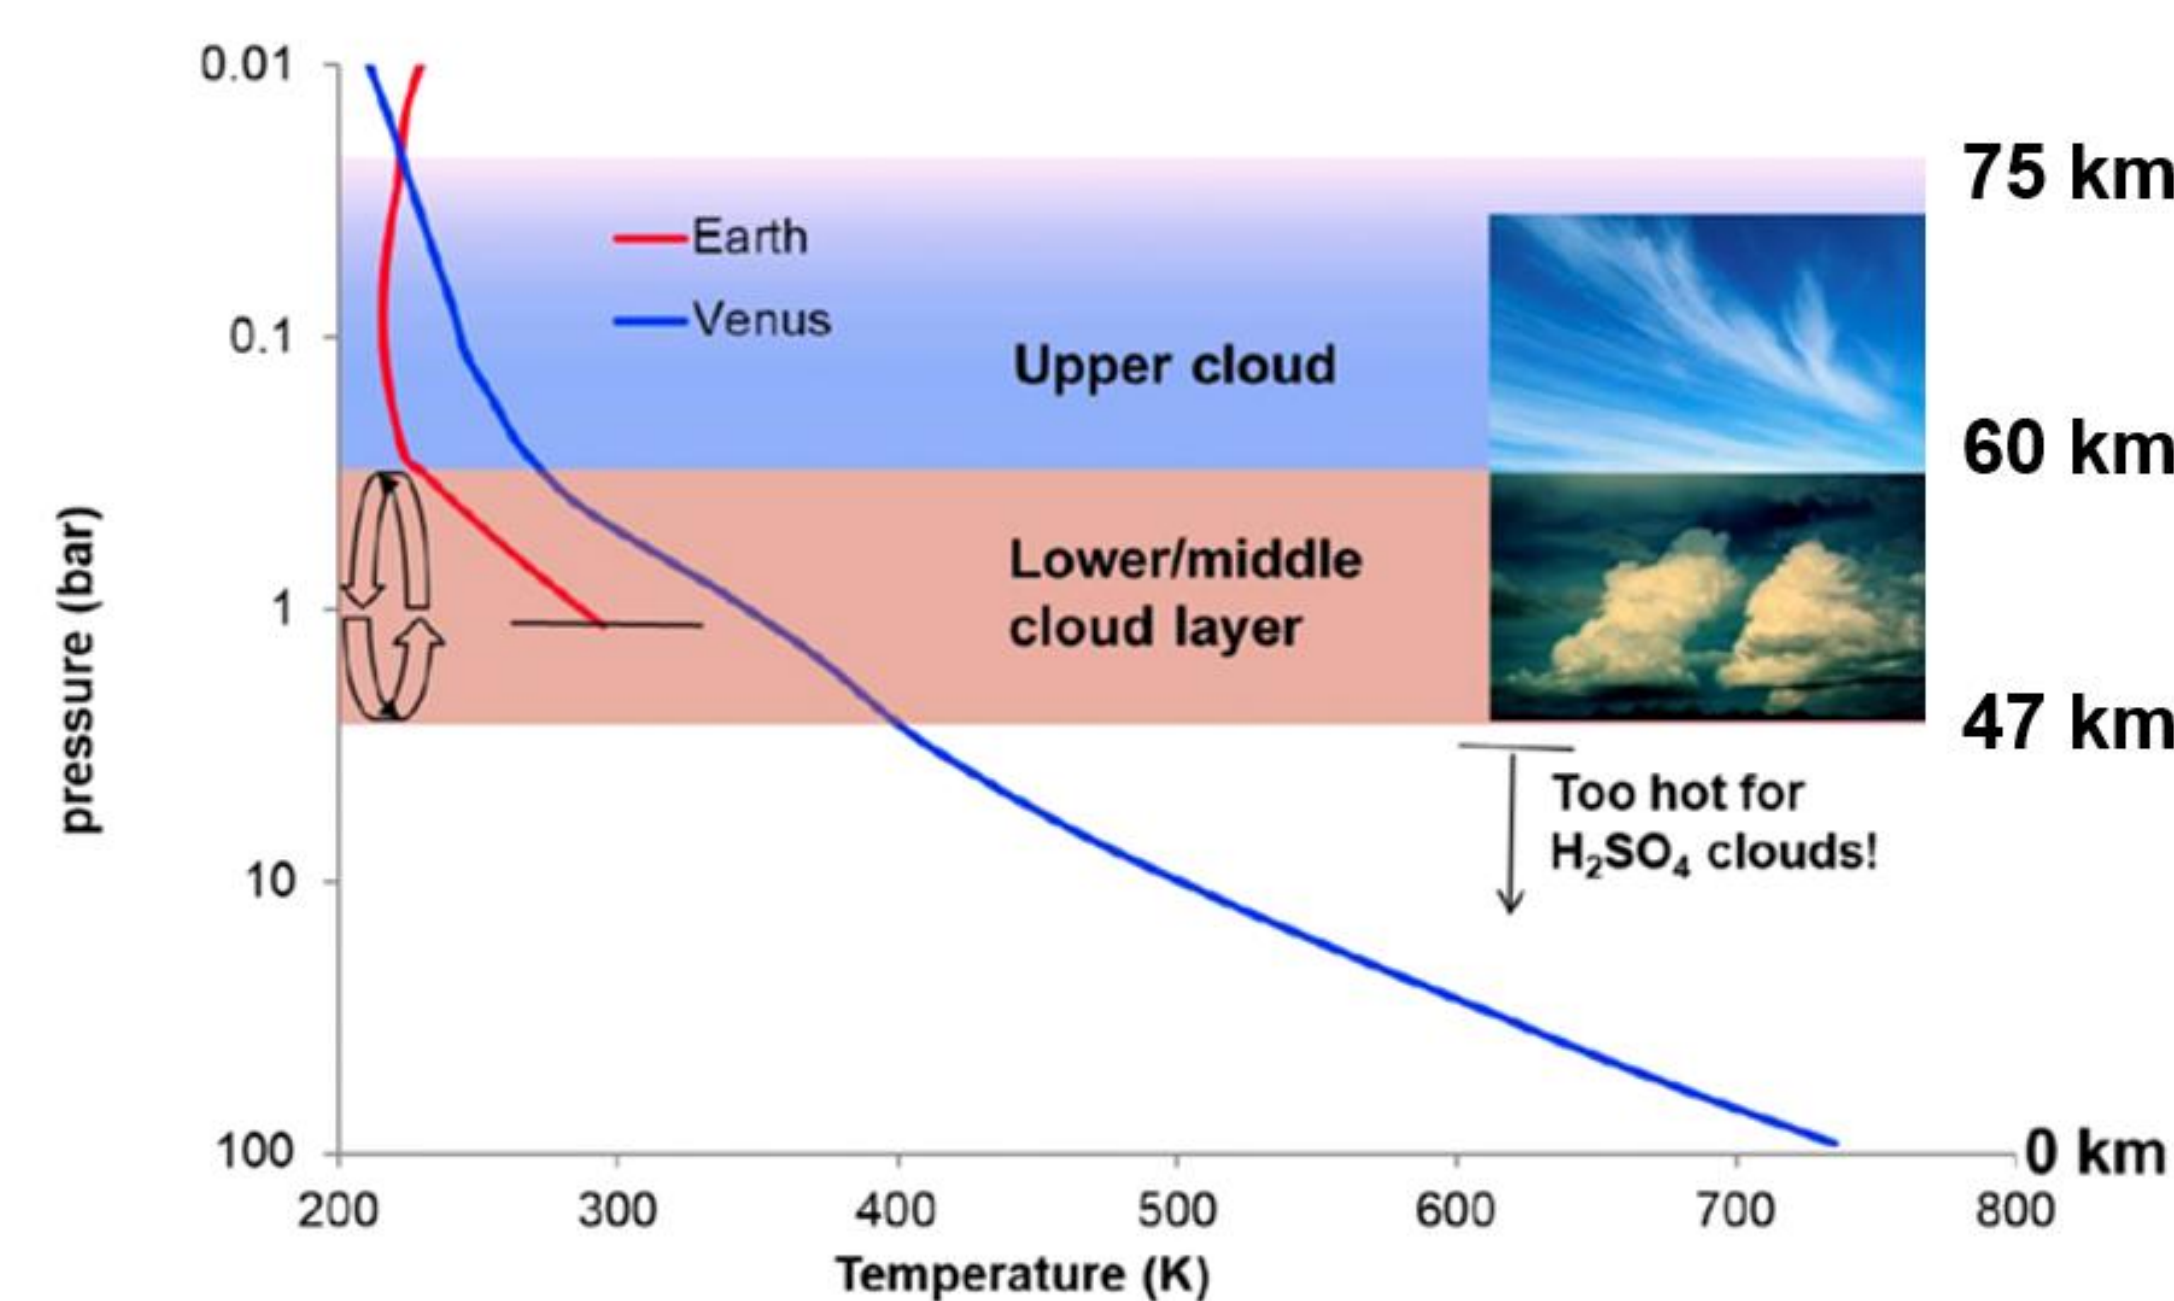 0.01
75 km
Earth
Venus
0.1
Upper cloud
60 km
Lower/middle
cloud layer
pressure (bar)
1
47 km
Too hot for
H₂SO₄ clouds!
10
100
0 km
200 300 400 500 600 700 800
Temperature (K)